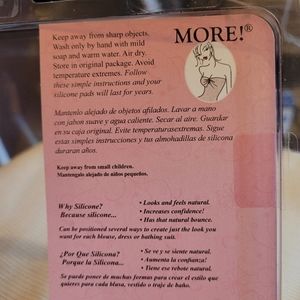 Keep away from sharp objects.
Wash only by hand with mild
soap and warm water. Air dry.
Store in original package. Avoid
temperature extremes. Follow
these simple instructions and your
silicone pads will last for years.
MORE!®
Mantenlo alejado de objetos afilados. Lavar a mano
con jabon suave y agua caliente. Secar al aire. Guardar
en su caja original. Evite temperaturasextremas. Sigue
estas simples instrucciones y tus almohadillas de silicona
duraran años.
Keep away from small children.
Mantengalo alejado de niños pequeños.
Why Silicone?
Because silicone...
• Looks and feels natural.
• Increases confidence!
• Has that natural bounce.
Can be positioned several ways to create just the look you
want for each blouse, dress or bathing suit.
¿Por Que Silicona?
Porque la Silicona...
• Se ve y se siente natural.
• Aumenta la confianza!
• Tiene ese rebote natural.
Se puede poner de muchas formas para crear el estilo que
quieres para cada blusa, vestido o traje de baño.